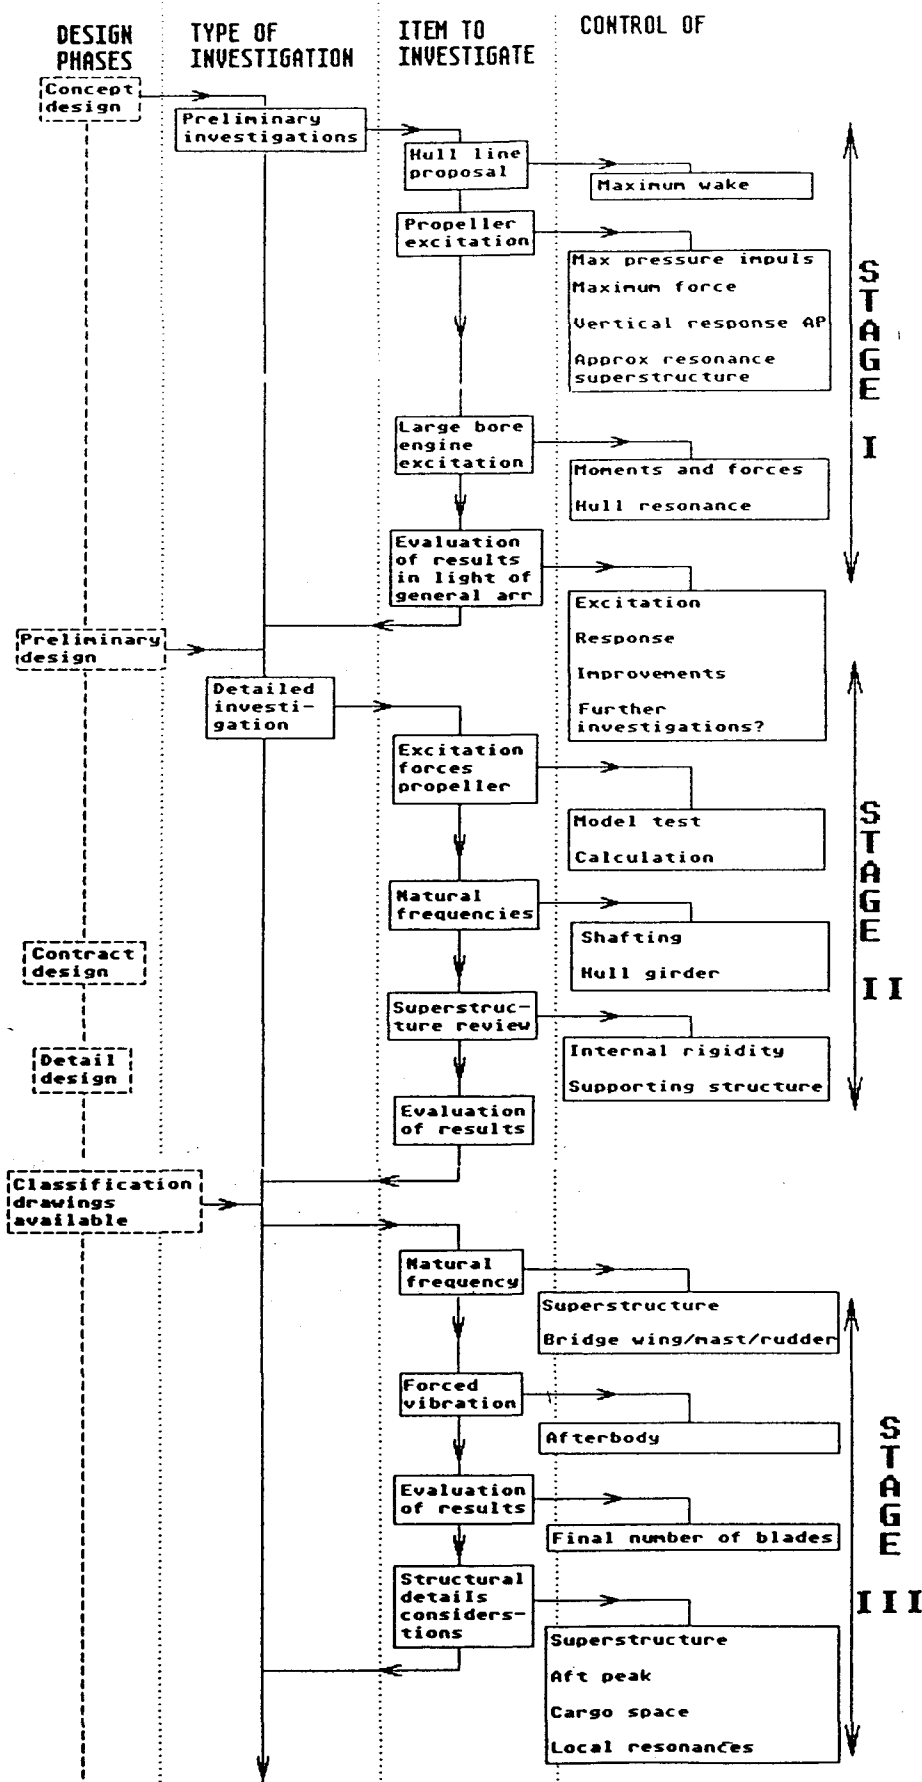 DESIGN
PHASES
TYPE OF
INVESTIGATION
ITEM TO
INVESTIGATE
CONTROL OF
Concept
design
Preliminary
investigations
Hull line
proposal
Maximum wake
Propeller
excitation
Max pressure impuls
Maximum force
Vertical response AP
Approx resonance
superstructure
STAGE I
Large bore
engine
excitation
Moments and forces
Hull resonance
Evaluation
of results
in light of
general arr
Excitation
Response
Improvements
Further
investigations?
Preliminary
design
Detailed
investi-
gation
Excitation
forces
propeller
Model test
Calculation
STAGE II
Natural
frequencies
Shafting
Hull girder
Contract
design
Superstruc-
ture review
Internal rigidity
Supporting structure
Detail
design
Evaluation
of results
Classification
drawings
available
Natural
frequency
Superstructure
Bridge wing/mast/rudder
Forced
vibration
Afterbody
STAGE III
Evaluation
of results
Final number of blades
Structural
details
considers-
tions
Superstructure
Aft peak
Cargo space
Local resonances